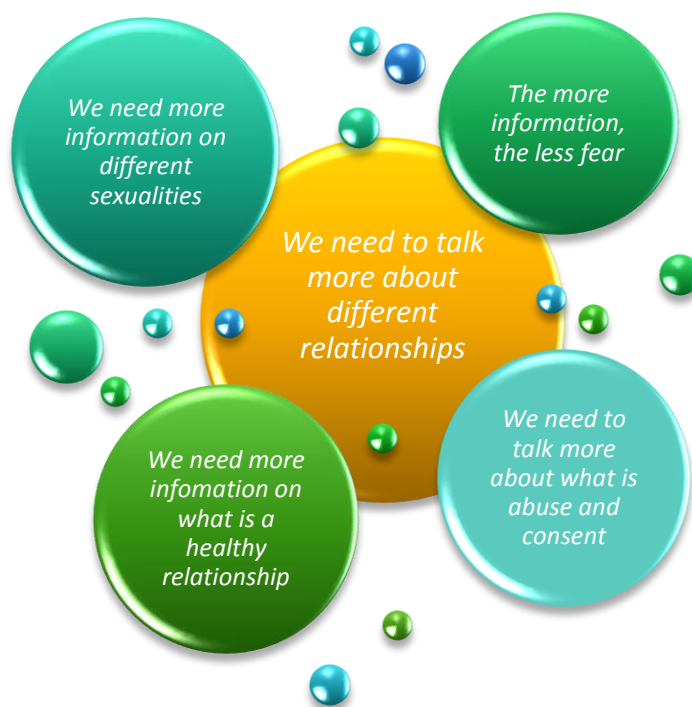 We need more
information on
different
sexualities
The more
information,
the less fear
We need to talk
more about
different
relationships
We need more
infomation on
what is a
healthy
relationship
We need to
talk more
about what is
abuse and
consent